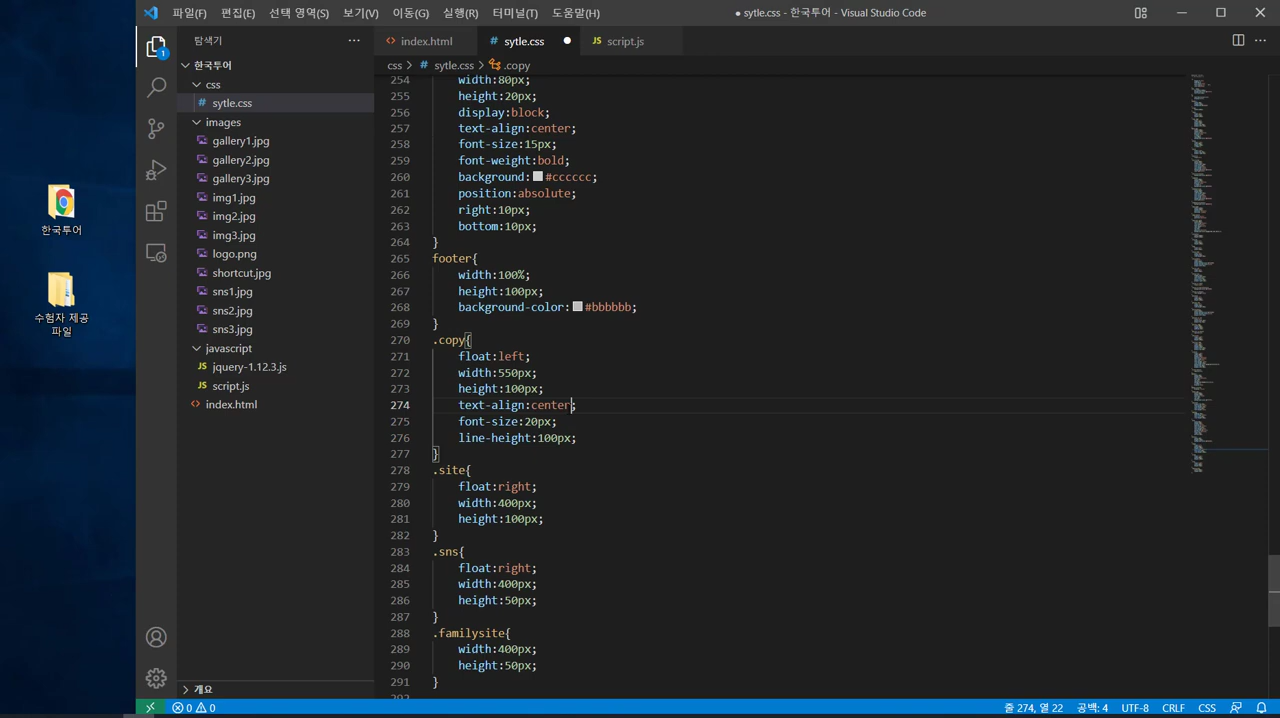 파일(F) 편집(E) 선택 영역(S) 보기(V) 이동(G) 실행(R) 터미널(T) 도움말(H) ● sytle.css - 한국투어 - Visual Studio Code
탐색기 ···
index.html # sytle.css ● JS script.js
css > # sytle.css > .copy
한국투어
css
# sytle.css
images
gallery1.jpg
gallery2.jpg
gallery3.jpg
img1.jpg
img2.jpg
img3.jpg
logo.png
shortcut.jpg
sns1.jpg
sns2.jpg
sns3.jpg
javascript
JS jquery-1.12.3.js
JS script.js
index.html
개요
1
한국투어
수험자 제공
파일
254 width:80px;
255 height:20px;
256 display:block;
257 text-align:center;
258 font-size:15px;
259 font-weight:bold;
260 background:#cccccc;
261 position:absolute;
262 right:10px;
263 bottom:10px;
264 }
265 footer{
266 width:100%;
267 height:100px;
268 background-color:#bbbbbb;
269 }
270 .copy{
271 float:left;
272 width:550px;
273 height:100px;
274 text-align:center;
275 font-size:20px;
276 line-height:100px;
277 }
278 .site{
279 float:right;
280 width:400px;
281 height:100px;
282 }
283 .sns{
284 float:right;
285 width:400px;
286 height:50px;
287 }
288 .familysite{
289 width:400px;
290 height:50px;
291 }
292
0 0 줄 274, 열 22 공백: 4 UTF-8 CRLF CSS